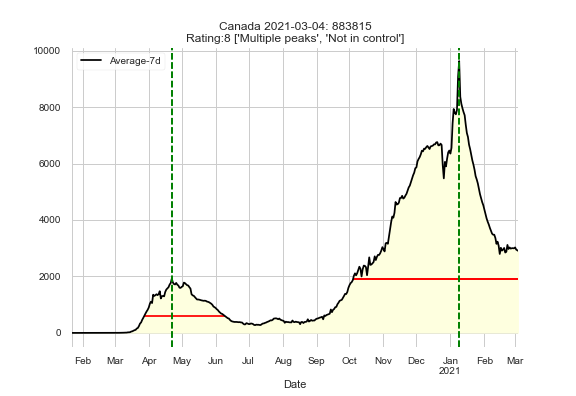 Canada 2021-03-04: 883815
Rating:8 ['Multiple peaks', 'Not in control']
Average-7d
10000
8000
6000
4000
2000
0
Feb Mar Apr May Jun Jul Aug Sep Oct Nov Dec Jan Feb Mar
2021
Date